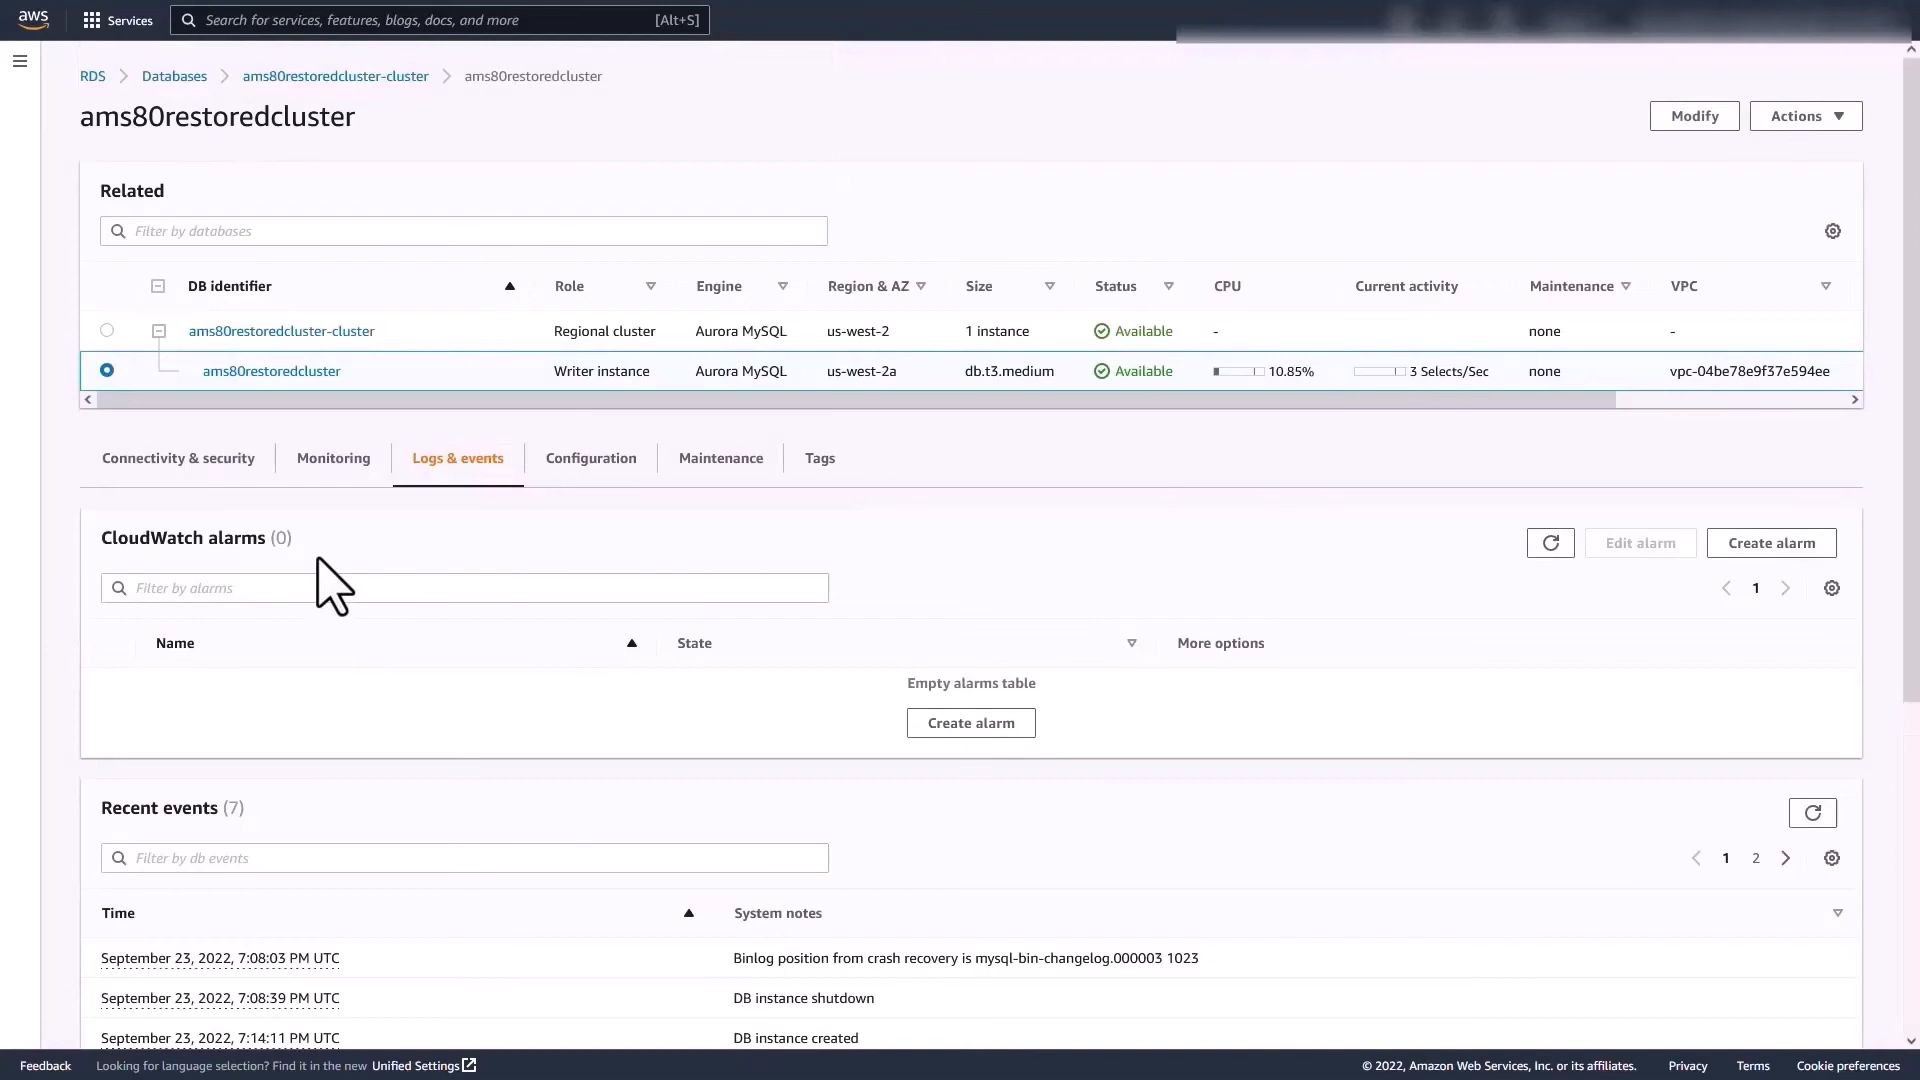 aws Services Search for services, features, blogs, docs, and more [Alt+S]
RDS Databases ams80restoredcluster-cluster ams80restoredcluster
ams80restoredcluster Modify Actions
Related
Filter by databases
DB identifier Role Engine Region & AZ Size Status CPU Current activity Maintenance VPC
ams80restoredcluster-cluster Regional cluster Aurora MySQL us-west-2 1 instance Available - none -
ams80restoredcluster Writer instance Aurora MySQL us-west-2a db.t3.medium Available 10.85% 3 Selects/Sec none vpc-04be78e9f37e594ee
Connectivity & security Monitoring Logs & events Configuration Maintenance Tags
CloudWatch alarms (0) Edit alarm Create alarm
Filter by alarms 1
Name State More options
Empty alarms table
Create alarm
Recent events (7)
Filter by db events 1 2
Time System notes
September 23, 2022, 7:08:03 PM UTC Binlog position from crash recovery is mysql-bin-changelog.000003 1023
September 23, 2022, 7:08:39 PM UTC DB instance shutdown
September 23, 2022, 7:14:11 PM UTC DB instance created
Feedback Looking for language selection? Find it in the new Unified Settings © 2022, Amazon Web Services, Inc. or its affiliates. Privacy Terms Cookie preferences